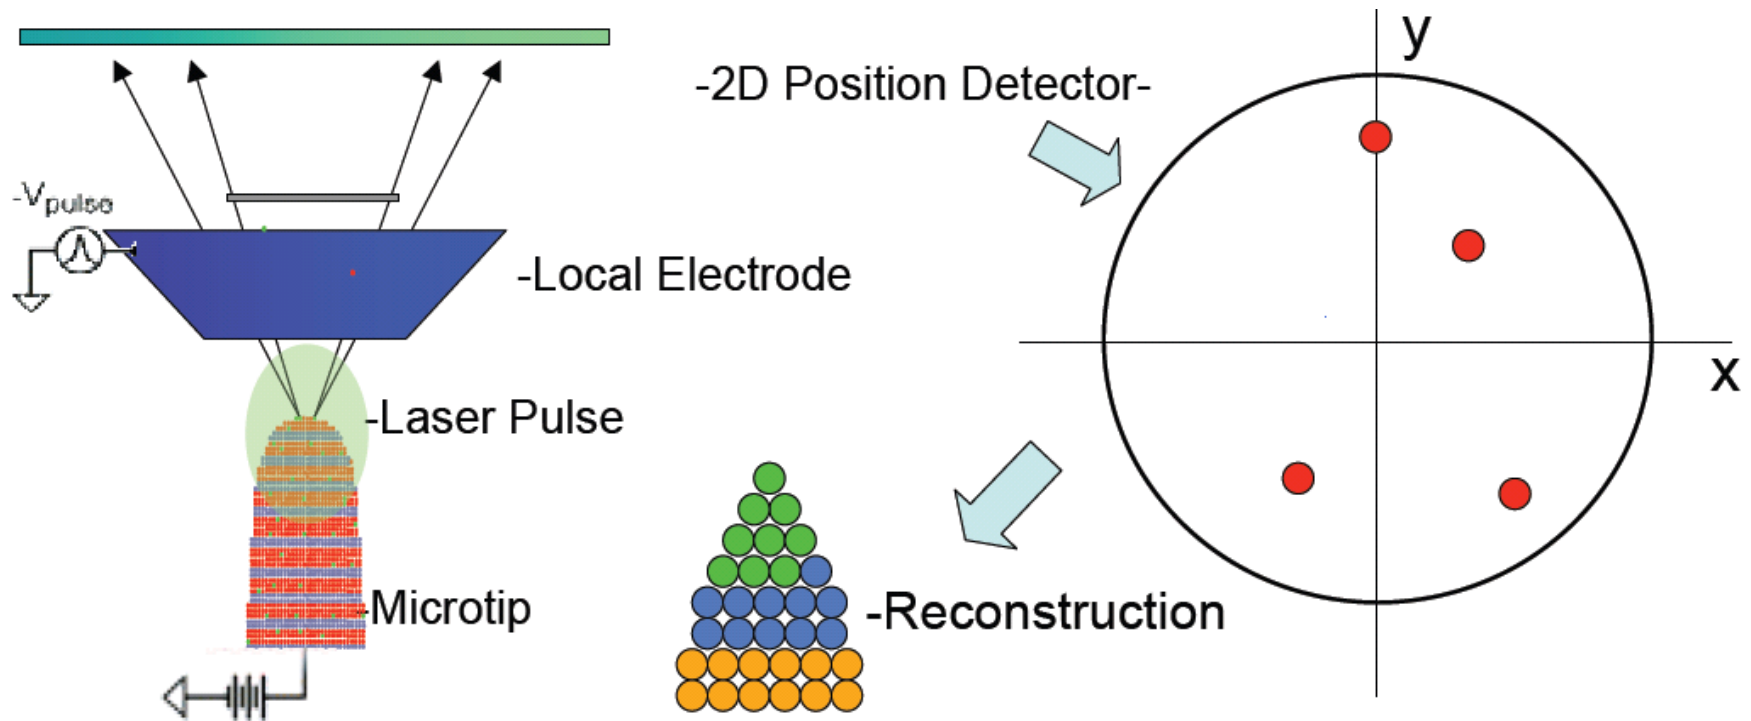 y
-2D Position Detector-
-Vpulse
-Local Electrode
x
-Laser Pulse
-Microtip
-Reconstruction